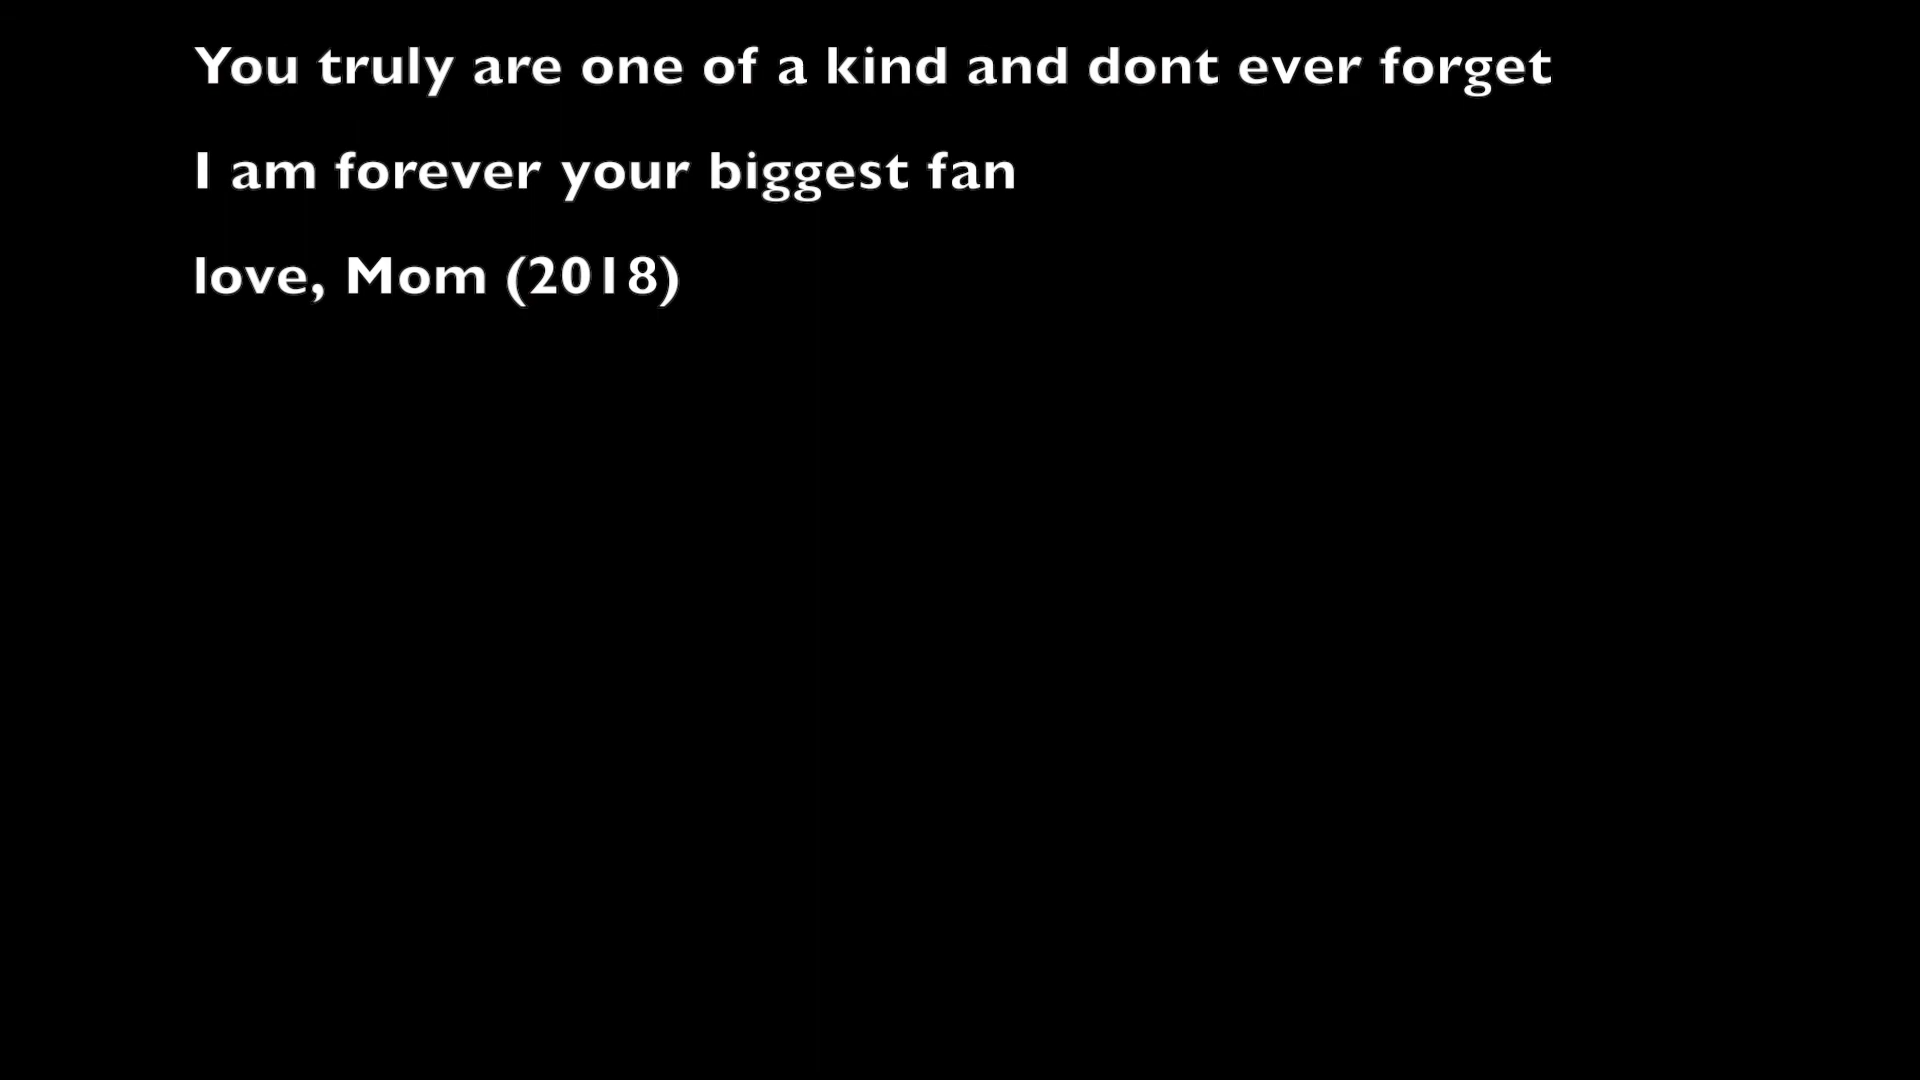 You truly are one of a kind and dont ever forget
I am forever your biggest fan
love, Mom (2018)